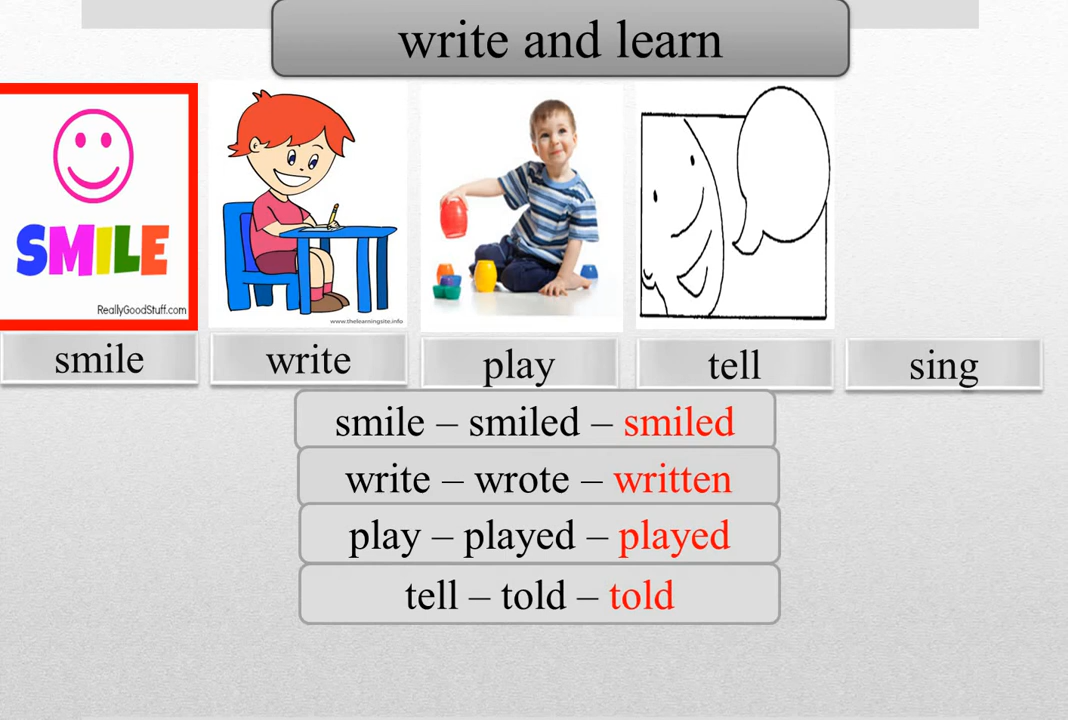 write and learn
SMILE
ReallyGoodStuff.com
www.thelearningsite.info
smile
write
play
tell
sing
smile – smiled – smiled
write – wrote – written
play – played – played
tell – told – told